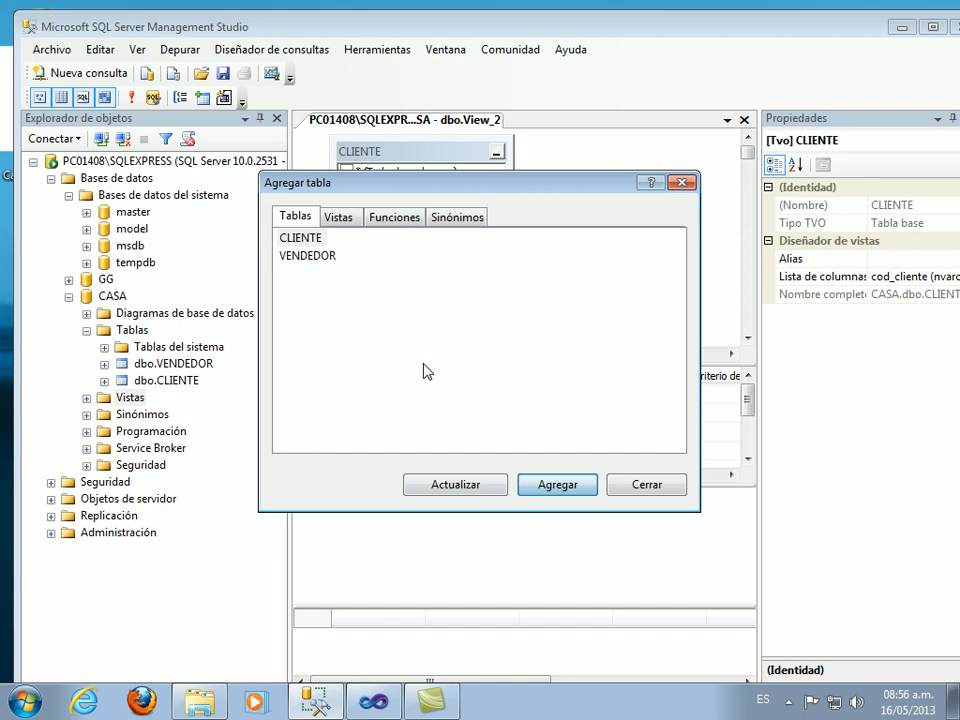 Microsoft SQL Server Management Studio
Archivo Editar Ver Depurar Diseñador de consultas Herramientas Ventana Comunidad Ayuda
Nueva consulta
Explorador de objetos
PC01408\SQLEXPR...SA - dbo.View_2
Propiedades
Conectar
[Tvo] CLIENTE
CLIENTE
PC01408\SQLEXPRESS (SQL Server 10.0.2531 -
Bases de datos
Bases de datos del sistema
master
model
msdb
tempdb
GG
CASA
Diagramas de base de datos
Tablas
Tablas del sistema
dbo.VENDEDOR
dbo.CLIENTE
Vistas
Sinónimos
Programación
Service Broker
Seguridad
Seguridad
Objetos de servidor
Replicación
Administración
Agregar tabla
Tablas Vistas Funciones Sinónimos
CLIENTE
VENDEDOR
Actualizar Agregar Cerrar
riterio de
(Identidad)
(Nombre) CLIENTE
Tipo TVO Tabla base
Diseñador de vistas
Alias
Lista de columnas cod_cliente (nvarc
Nombre complet CASA.dbo.CLIENT
(Identidad)
ES
08:56 a.m.
16/05/2013